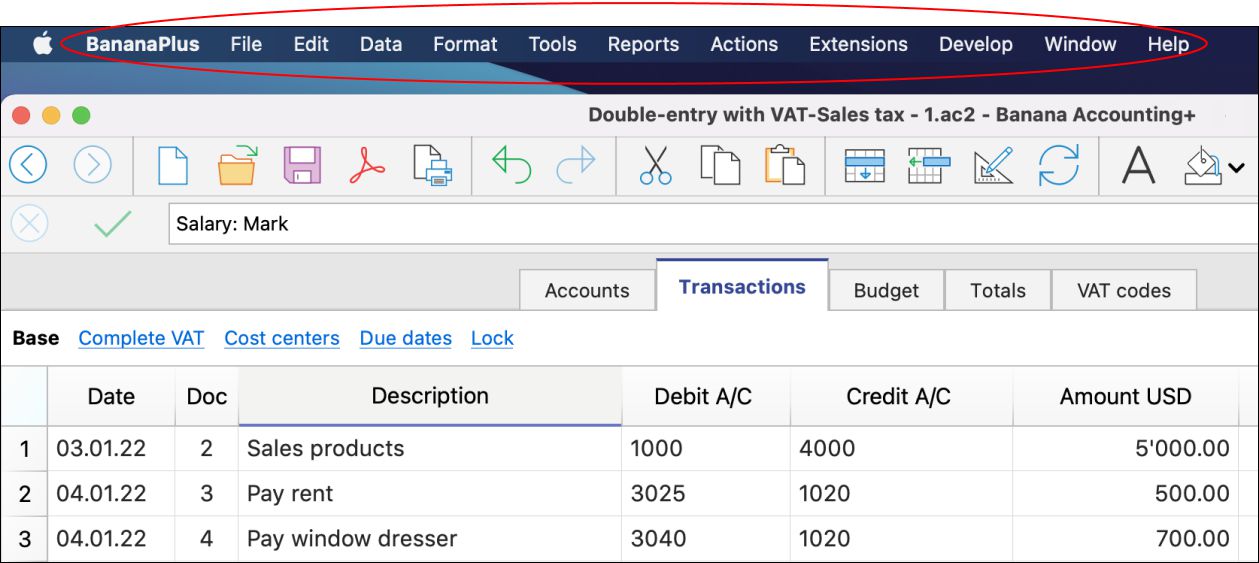 BananaPlus File Edit Data Format Tools Reports Actions Extensions Develop Window Help
Double-entry with VAT-Sales tax - 1.ac2 - Banana Accounting+
Salary: Mark
Accounts Transactions Budget Totals VAT codes
Base Complete VAT Cost centers Due dates Lock
Date Doc Description Debit A/C Credit A/C Amount USD
1 03.01.22 2 Sales products 1000 4000 5'000.00
2 04.01.22 3 Pay rent 3025 1020 500.00
3 04.01.22 4 Pay window dresser 3040 1020 700.00